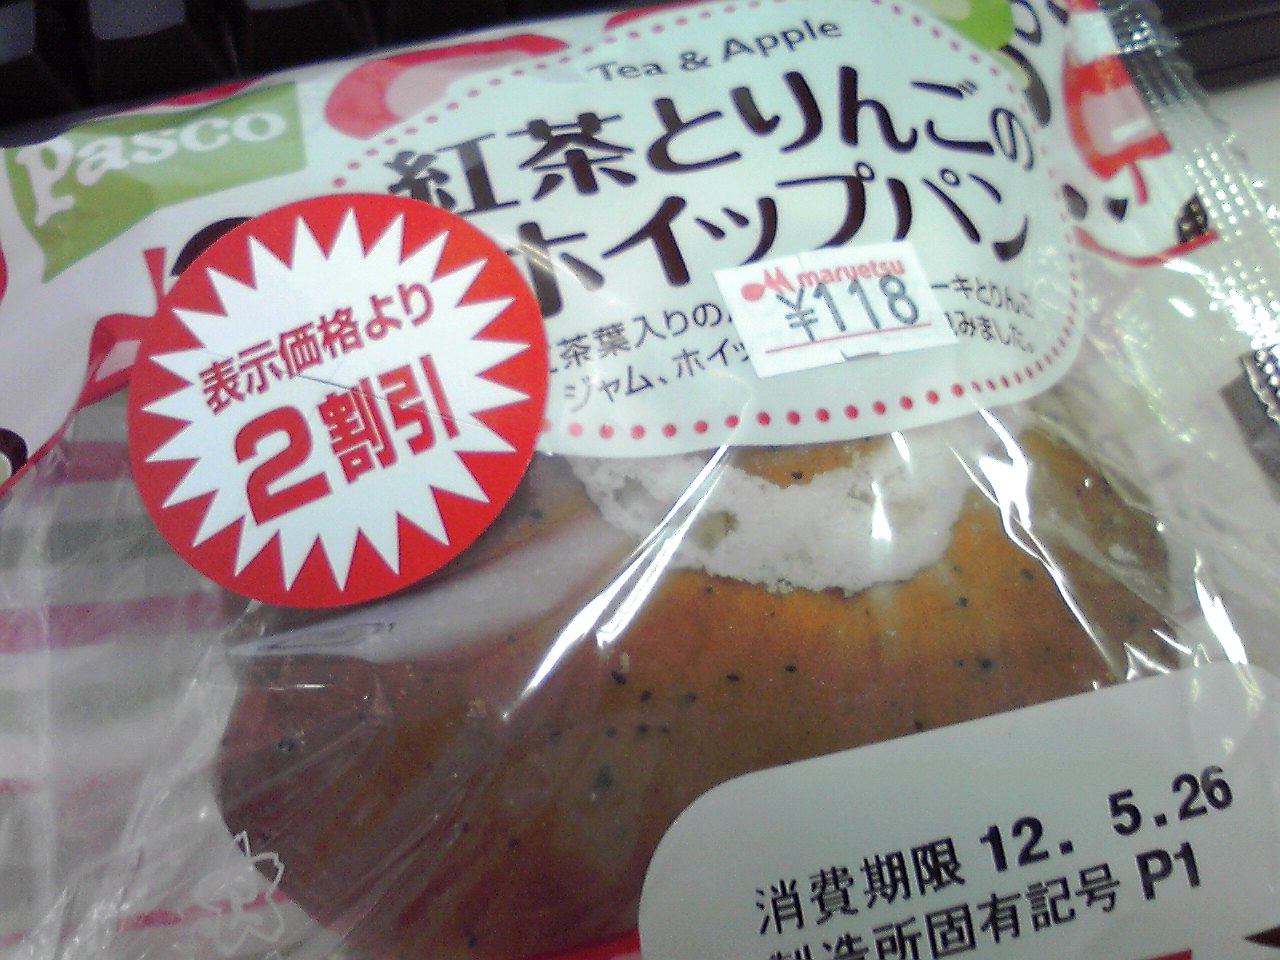 Pasco
Tea & Apple
紅茶とりんごの
ホイップパン
maruetsu
¥118
茶葉入りの
ーキとりんご
ジャム、ホイッ
みました。
表示価格より
2割引
消費期限 12. 5.26
製造所固有記号 P1